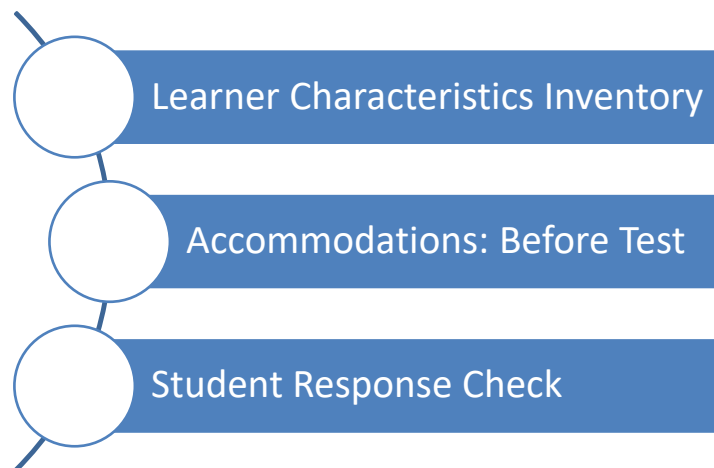 Learner Characteristics Inventory
Accommodations: Before Test
Student Response Check